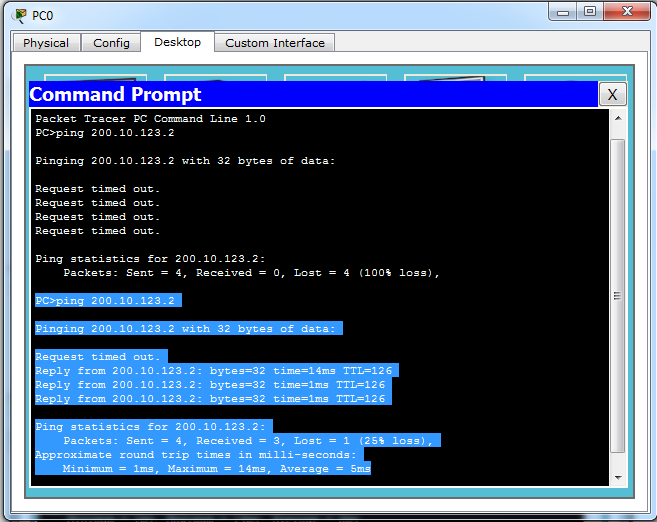 PC0
Physical Config Desktop Custom Interface
Command Prompt X
Packet Tracer PC Command Line 1.0
PC>ping 200.10.123.2
Pinging 200.10.123.2 with 32 bytes of data:
Request timed out.
Request timed out.
Request timed out.
Request timed out.
Ping statistics for 200.10.123.2:
Packets: Sent = 4, Received = 0, Lost = 4 (100% loss),
PC>ping 200.10.123.2
Pinging 200.10.123.2 with 32 bytes of data:
Request timed out.
Reply from 200.10.123.2: bytes=32 time=14ms TTL=126
Reply from 200.10.123.2: bytes=32 time=1ms TTL=126
Reply from 200.10.123.2: bytes=32 time=1ms TTL=126
Ping statistics for 200.10.123.2:
Packets: Sent = 4, Received = 3, Lost = 1 (25% loss),
Approximate round trip times in milli-seconds:
Minimum = 1ms, Maximum = 14ms, Average = 5ms